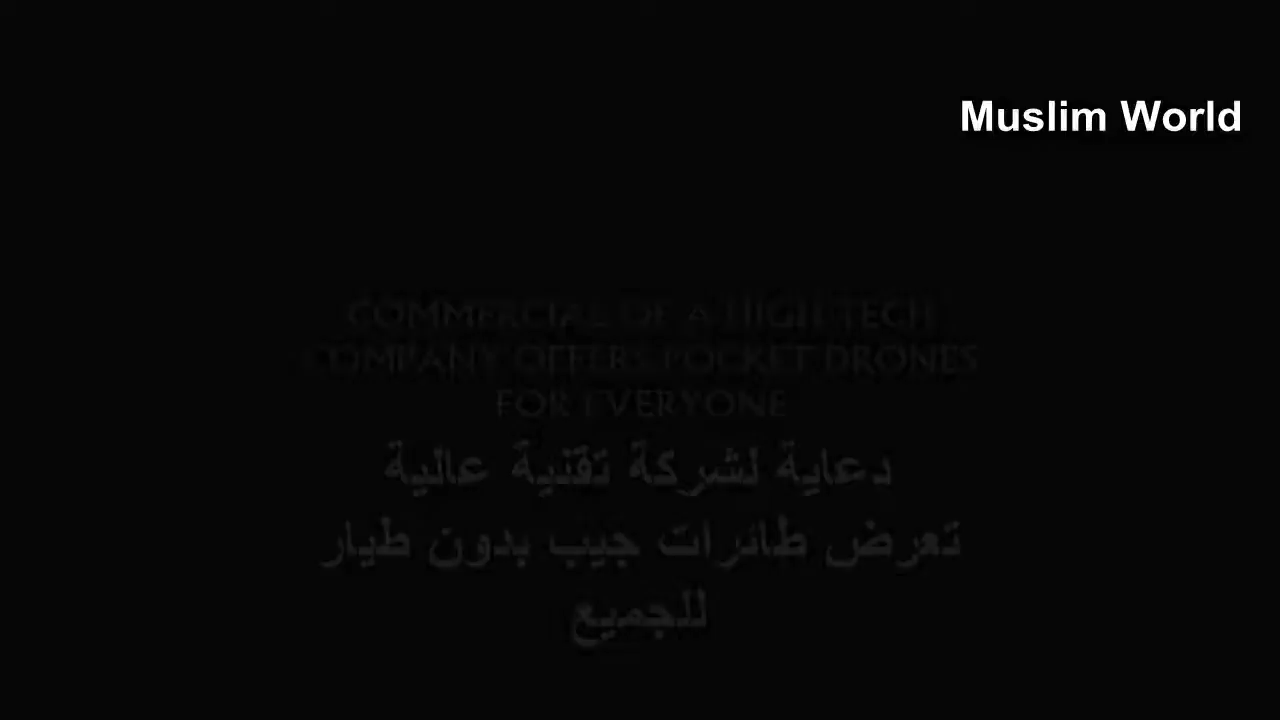 Muslim World
COMMERCIAL OF A HIGH TECH
COMPANY OFFERS POCKET DRONES
FOR EVERYONE
دعاية لشركة تقنية عالية
تعرض طائرات جيب بدون طيار
للجميع